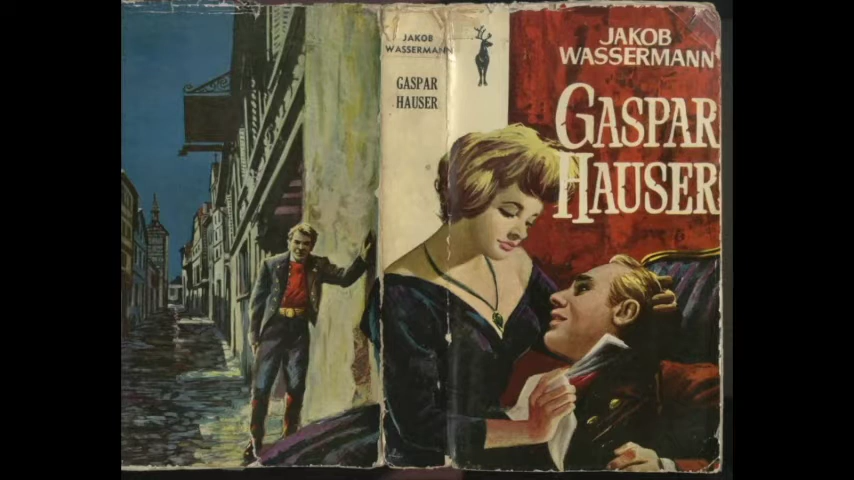 JAKOB
WASSERMANN
GASPAR
HAUSER
JAKOB
WASSERMANN
GASPAR
HAUSER